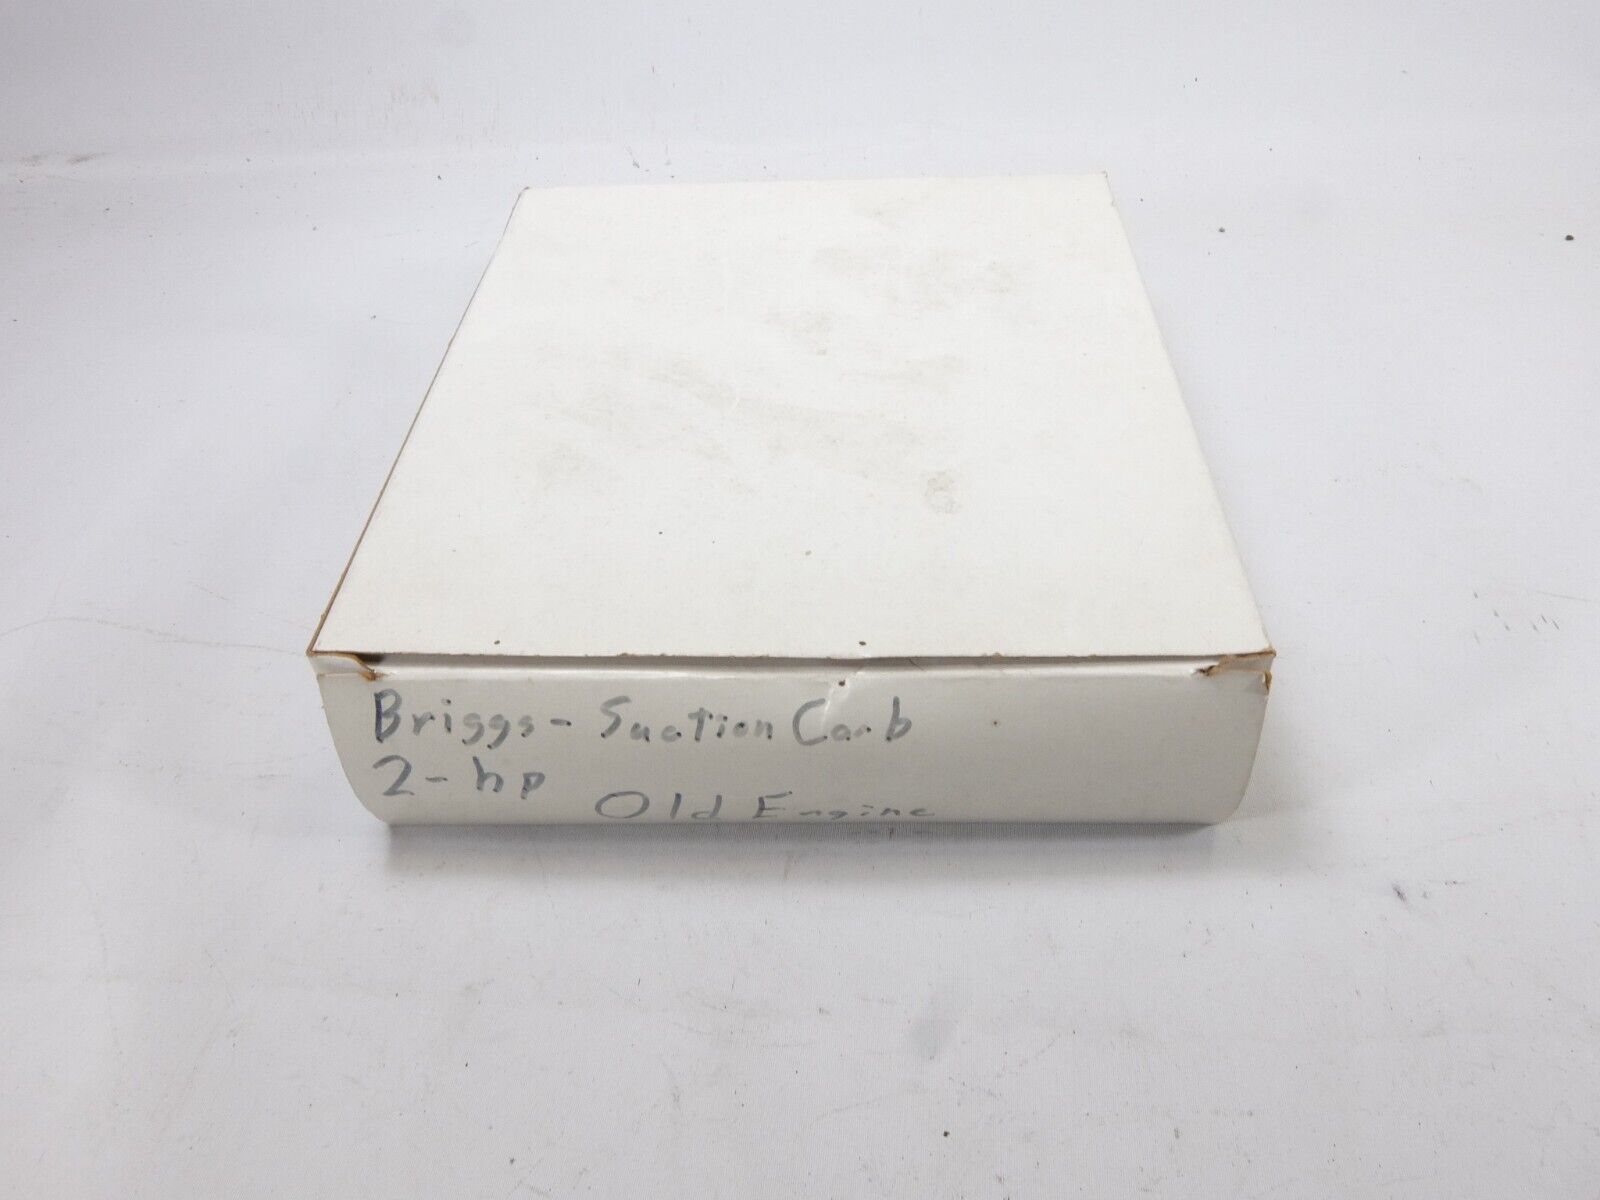 Briggs - Suction Carb
2-hp
Old Engine